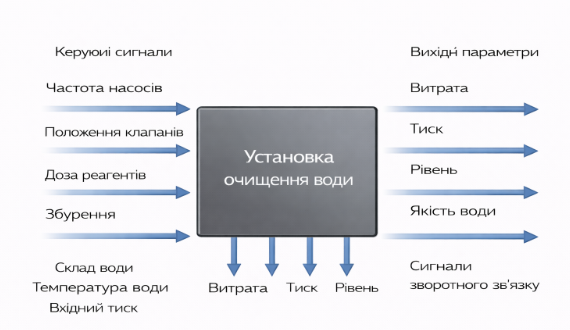 Керуюиі сигнали
Вихідні параметри
Частота насосів
Витрата
Положення клапанів
Тиск
Установка
очищення води
Доза реагентів
Рівень
Збурення
Якість води
Склад води
Температура води
Вхідний тиск
Витрата
Тиск
Рівень
Сигнали
зворотного зв'язку